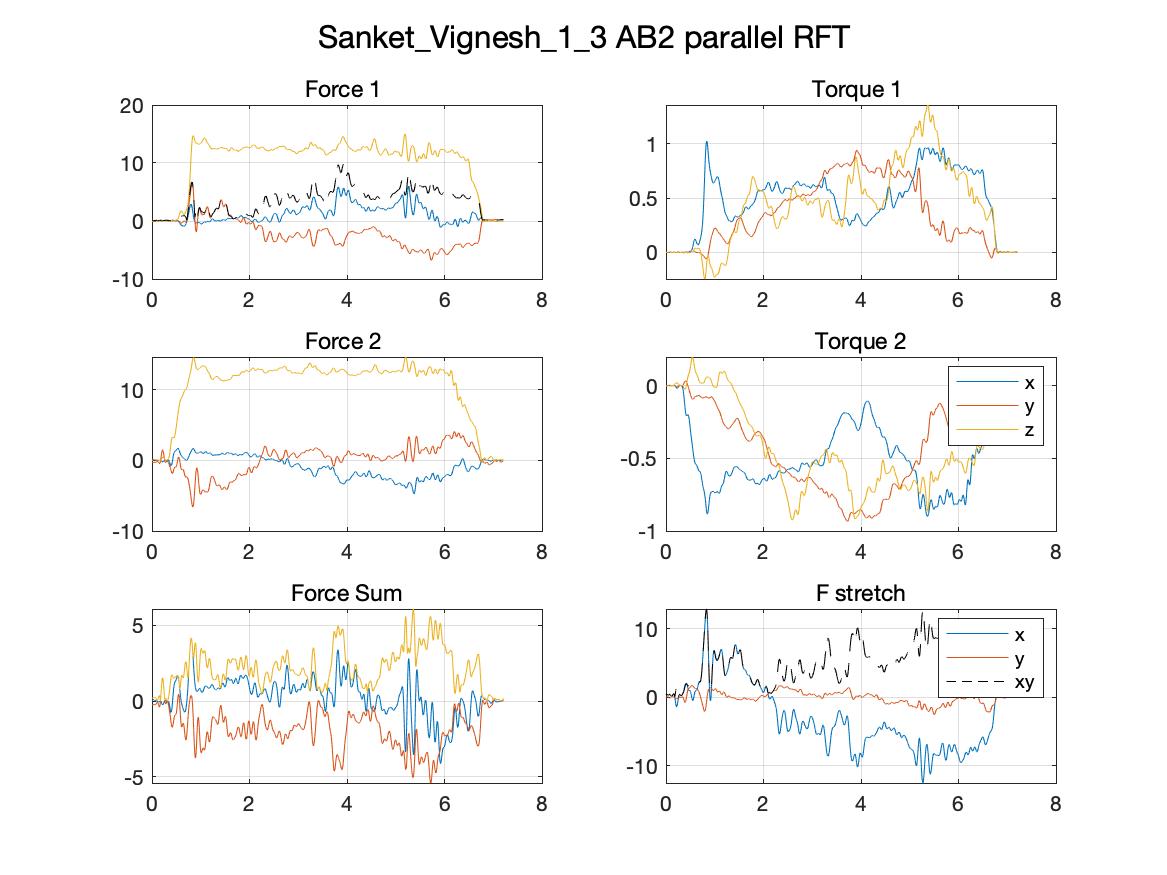 Sanket_Vignesh_1_3 AB2 parallel RFT
Force 1
20
10
0
-10
0 2 4 6 8
Torque 1
1
0.5
0
0 2 4 6 8
Force 2
10
0
-10
0 2 4 6 8
Torque 2
0
-0.5
-1
0 2 4 6 8
x
y
z
Force Sum
5
0
-5
0 2 4 6 8
F stretch
10
0
-10
0 2 4 6 8
x
y
xy